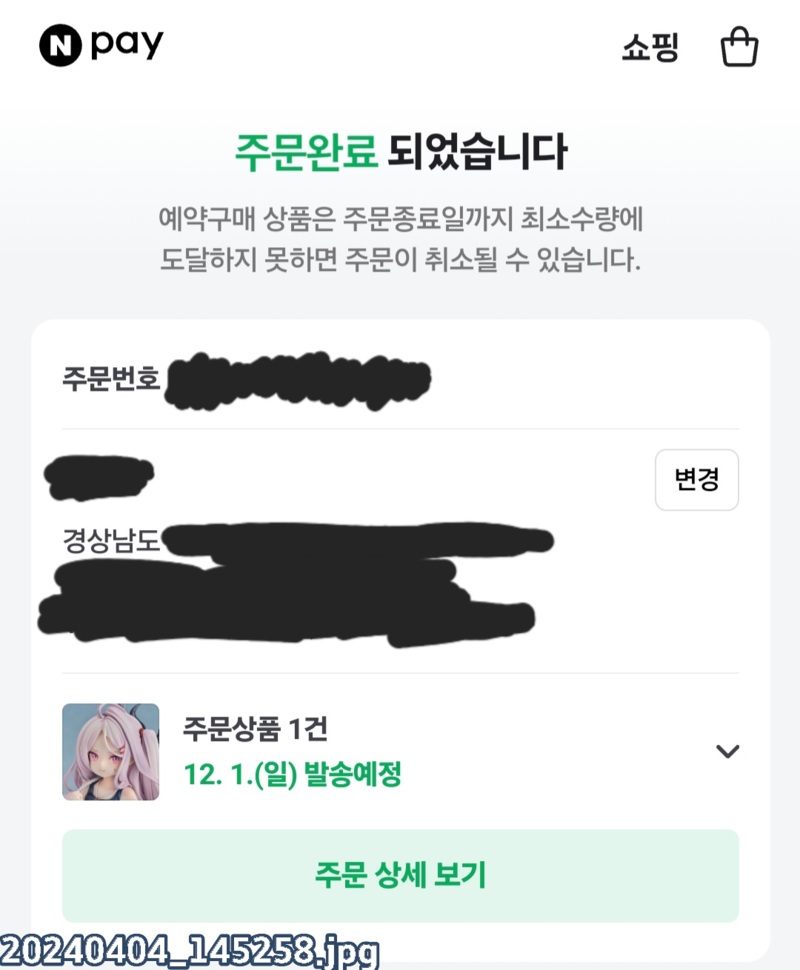 N pay
쇼핑
주문완료 되었습니다
예약구매 상품은 주문종료일까지 최소수량에
도달하지 못하면 주문이 취소될 수 있습니다.
주문번호
변경
경상남도
주문상품 1건
12. 1.(일) 발송예정
주문 상세 보기
20240404_145258.jpg